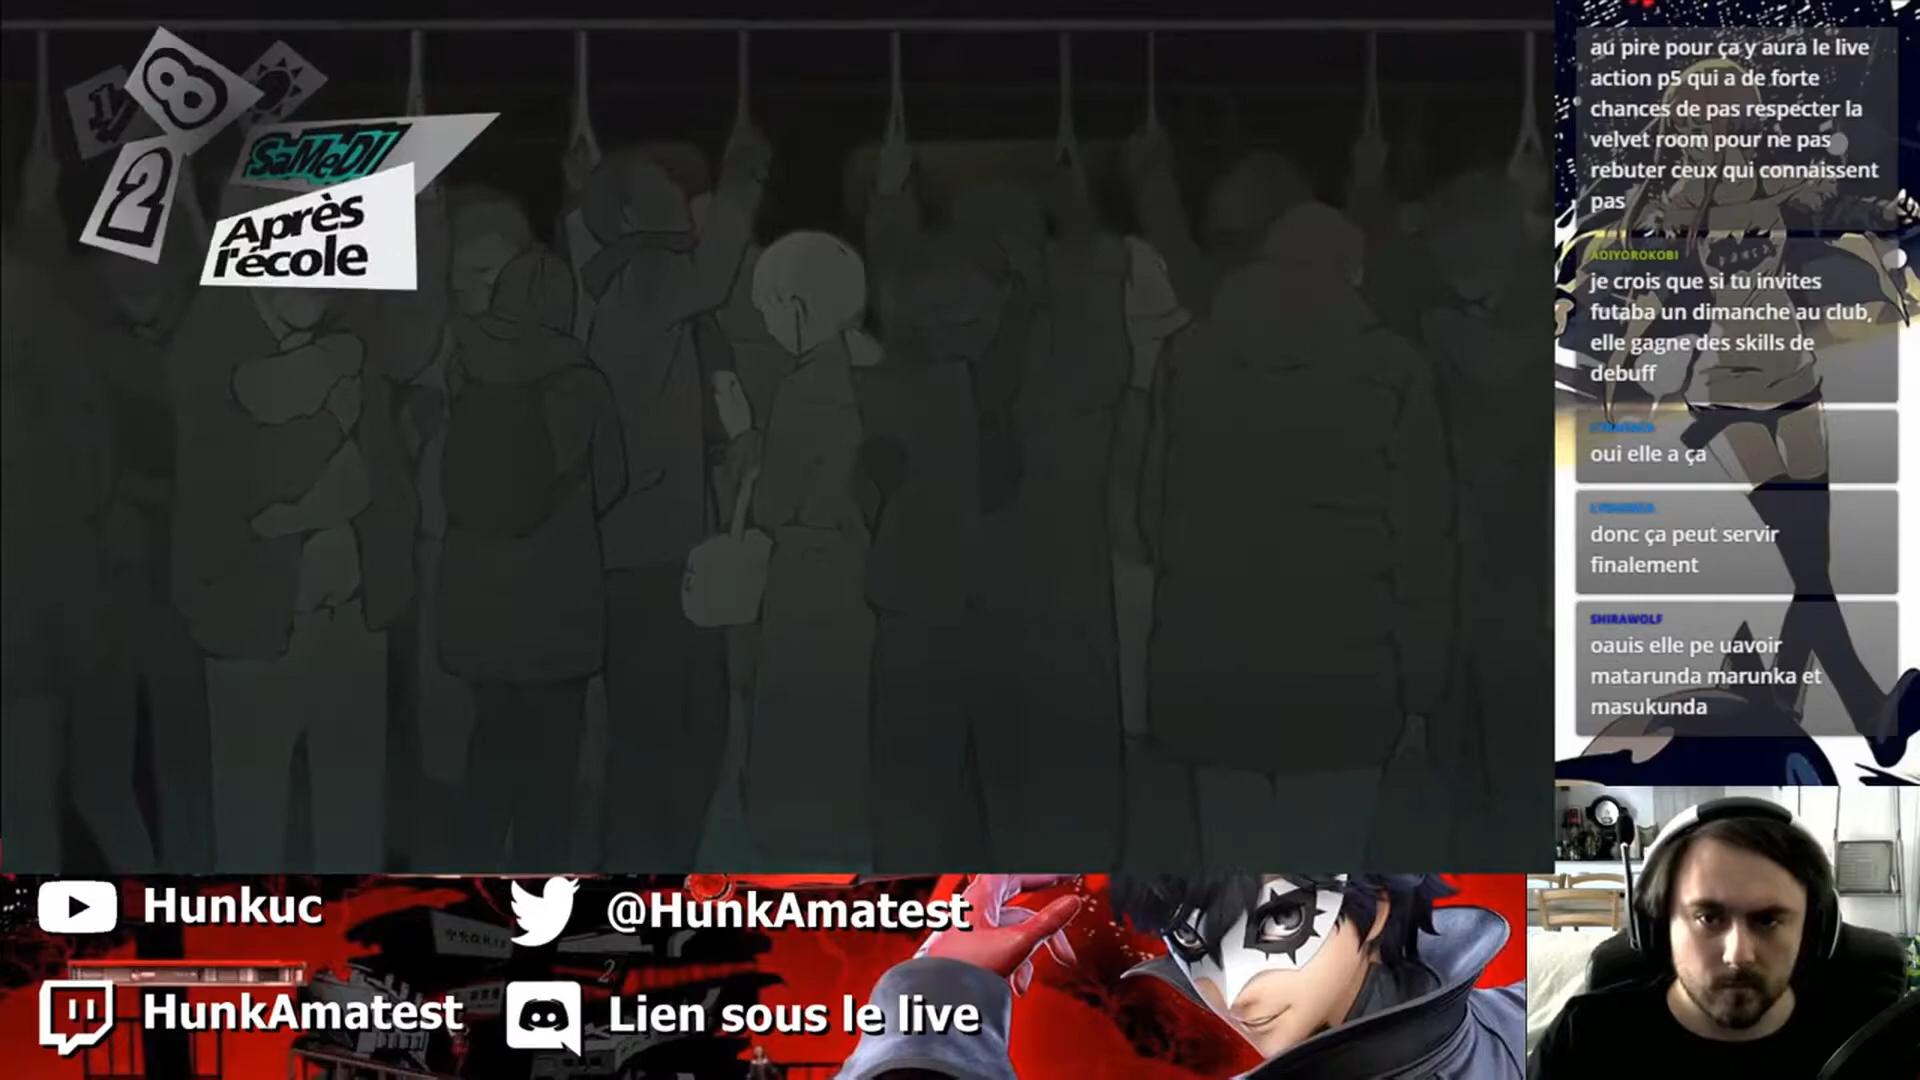 1/
8
2
SaMeDI
Après
l'école
au pire pour ça y aura le live
action p5 qui a de forte
chances de pas respecter la
velvet room pour ne pas
rebuter ceux qui connaissent
pas
AOIYOROKOBI
je crois que si tu invites
futaba un dimanche au club,
elle gagne des skills de
debuff
oui elle a ça
donc ça peut servir
finalement
SHIRAWOLF
oauis elle pe uavoir
matarunda marunka et
masukunda
Hunkuc
@HunkAmatest
HunkAmatest
Lien sous le live